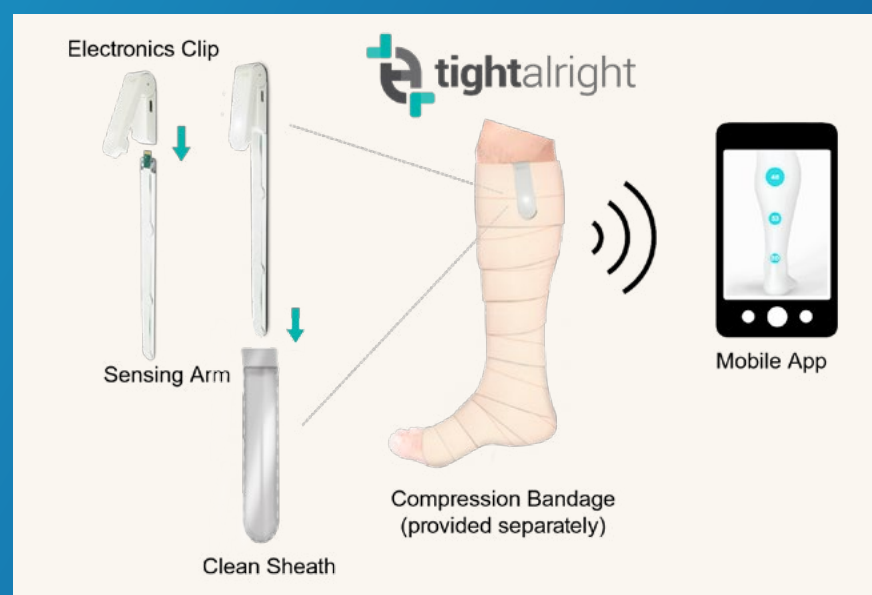 Electronics Clip
tightalright
Sensing Arm
Mobile App
Compression Bandage
(provided separately)
Clean Sheath